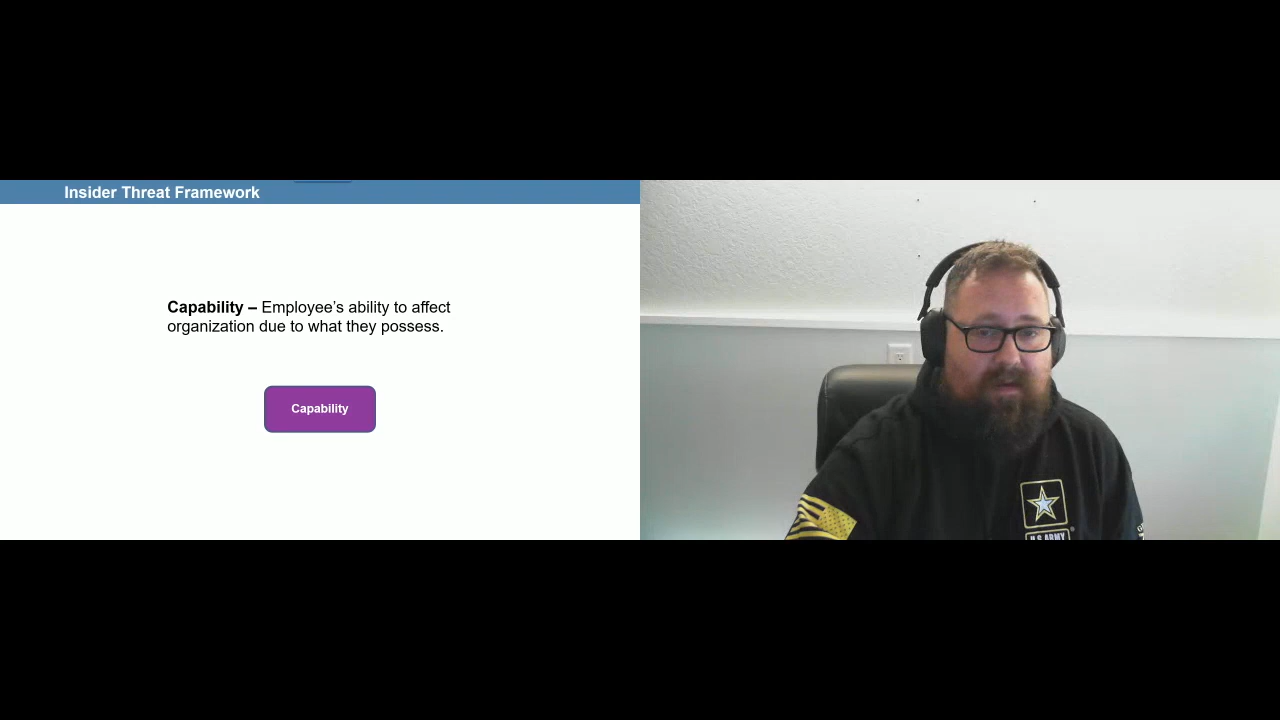 Insider Threat Framework
Capability – Employee’s ability to affect
organization due to what they possess.
Capability
U.S. ARMY